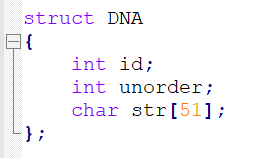 struct DNA
{
    int id;
    int unorder;
    char str[51];
};